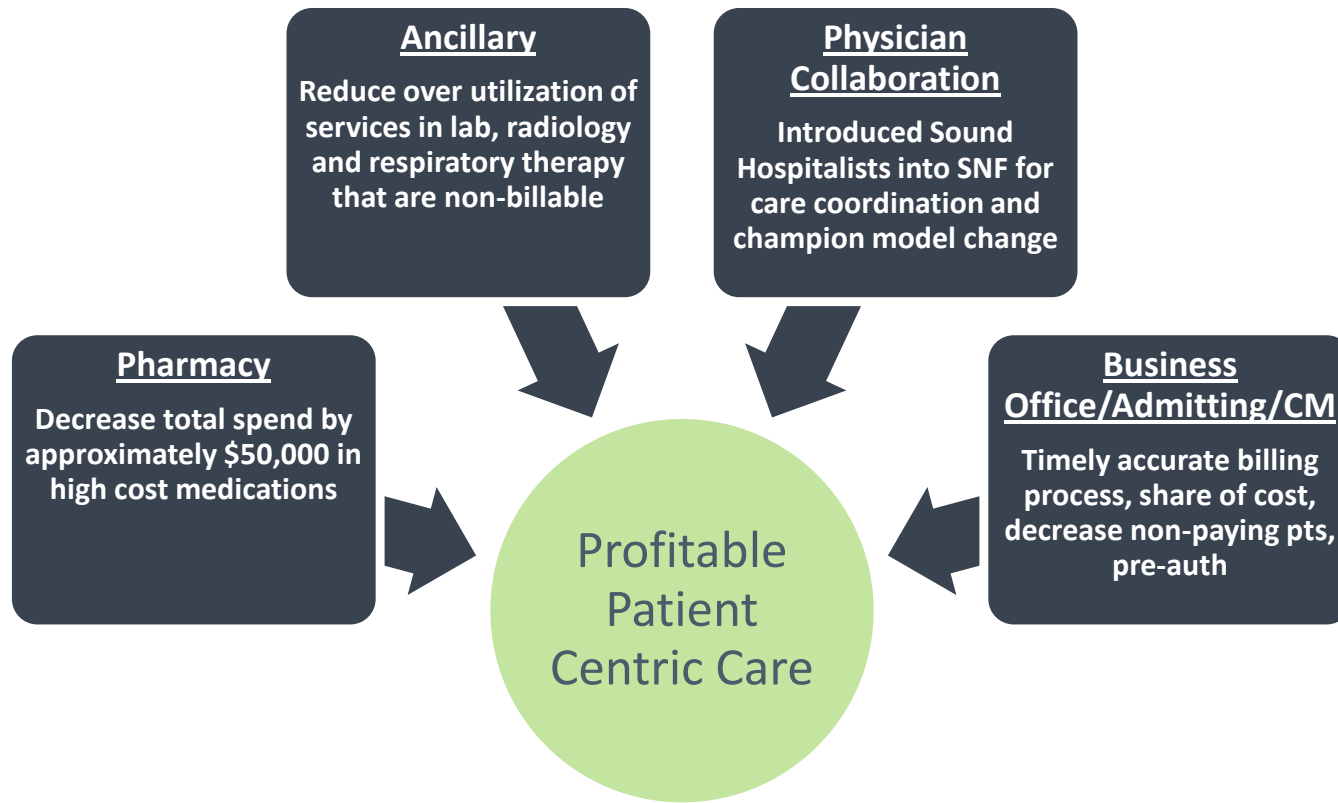 Ancillary
Reduce over utilization of
services in lab, radiology
and respiratory therapy
that are non-billable
Physician
Collaboration
Introduced Sound
Hospitalists into SNF for
care coordination and
champion model change
Pharmacy
Decrease total spend by
approximately $50,000 in
high cost medications
Business
Office/Admitting/CM
Timely accurate billing
process, share of cost,
decrease non-paying pts,
pre-auth
Profitable
Patient
Centric Care